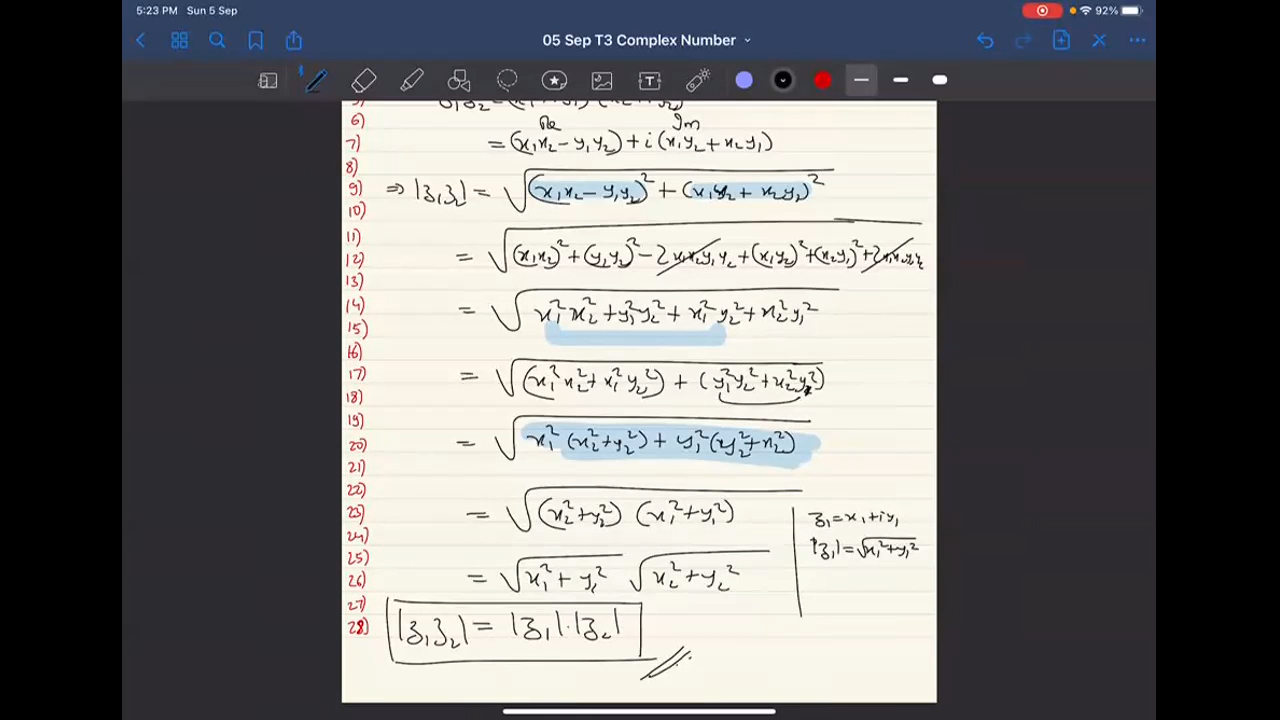 5:23 PM Sun 5 Sep
92%
05 Sep T3 Complex Number
6)
Re Im
7) = (x₁x₂ - y₁y₂) + i (x₁y₂ + x₂y₁)
8)
9) ⇒ |z₁z₂| = √((x₁x₂ - y₁y₂)² + (x₁y₂ + x₂y₂)²)
10)
11)
12) = √((x₁x₂)² + (y₂y₂)² - 2x₁x₂y₁y₂ + (x₁y₂)² + (x₂y₁)² + 2x₁x₂y₁y₂)
13)
14) = √(x₁²x₂² + y₁²y₂² + x₁²y₂² + x₂²y₁²)
15)
16)
17) = √((x₁²x₂² + x₁²y₂²) + (y₁²y₂² + x₂²y₁²))
18)
19)
20) = √(x₁²(x₂² + y₂²) + y₁²(y₂² + x₂²))
21)
22)
23) = √((x₂² + y₂²) (x₁² + y₁²))
z₁ = x₁ + iy₁
24)
|z₁| = √(x₁² + y₁²)
25)
26) = √(x₁² + y₁²) √(x₂² + y₂²)
27)
28) |z₁z₂| = |z₁|.|z₂|